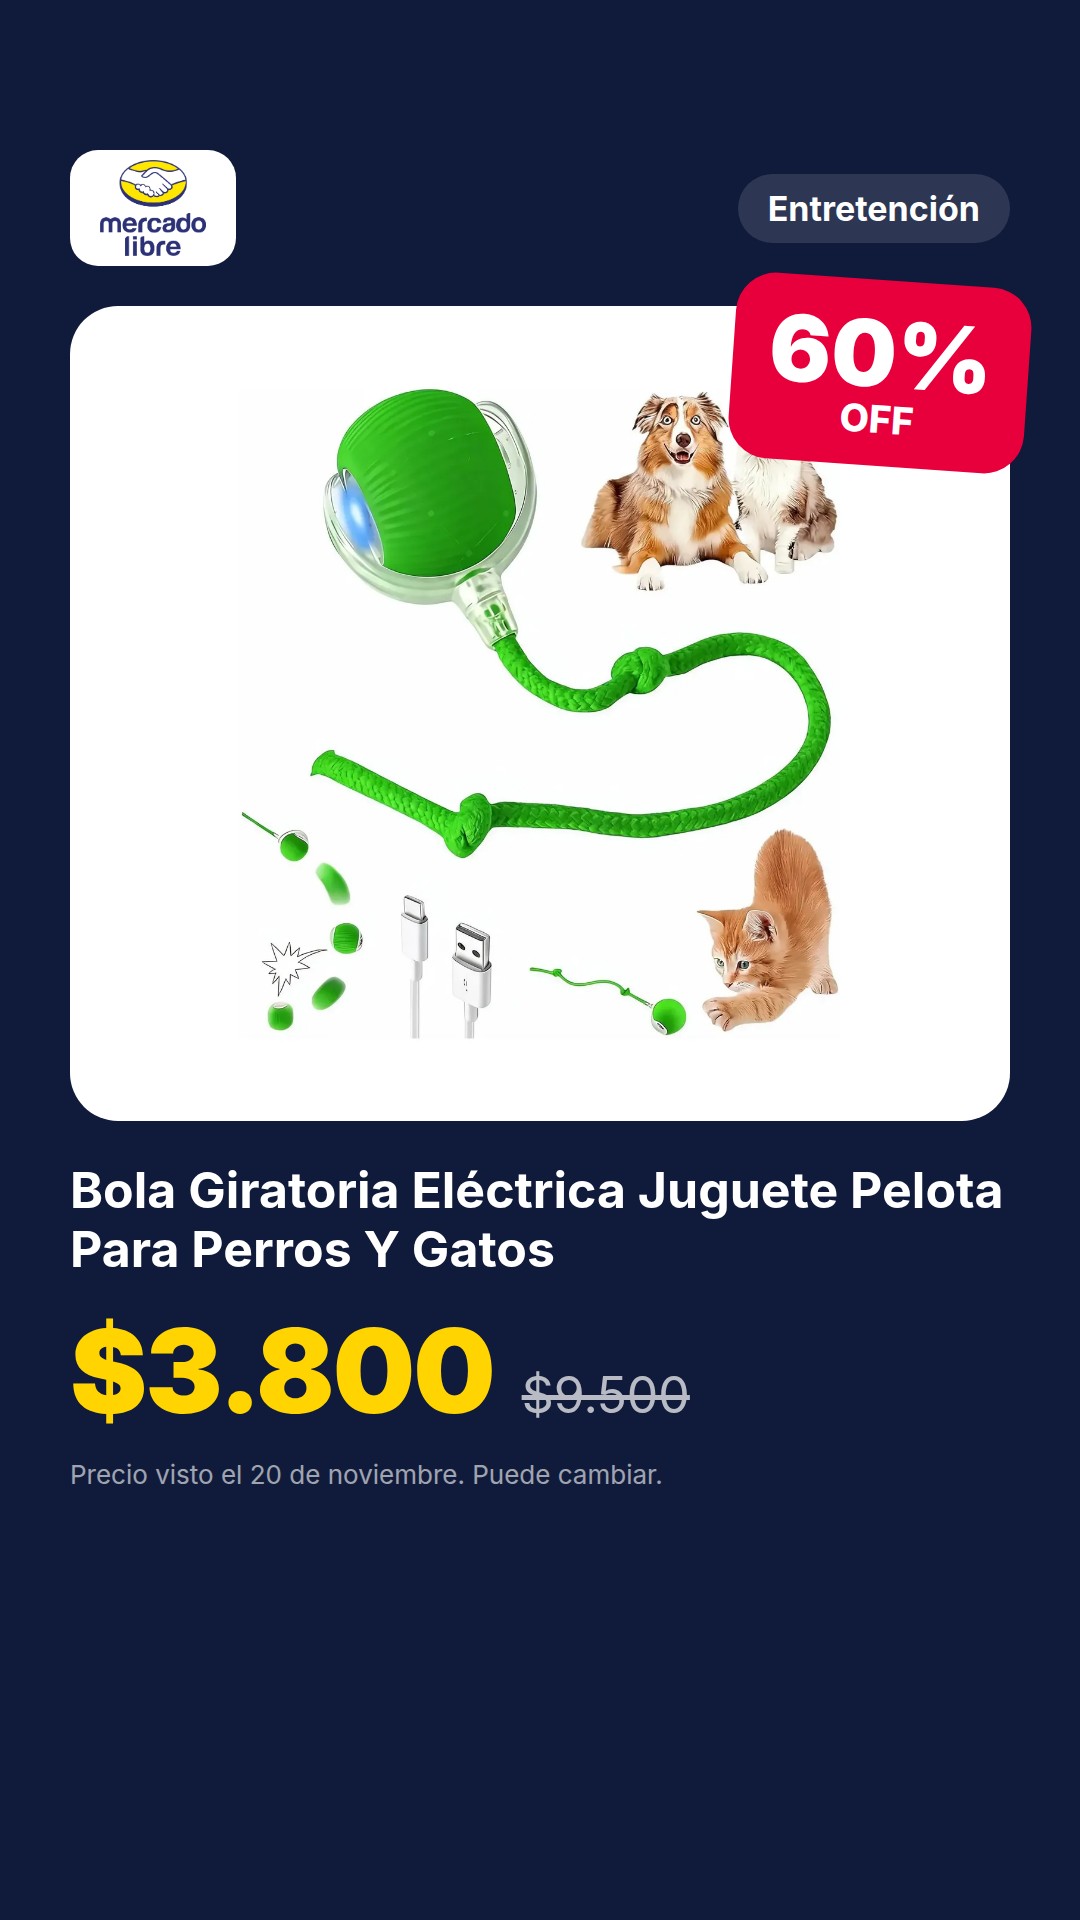 mercado
libre
Entretención
60%
OFF
Bola Giratoria Eléctrica Juguete Pelota
Para Perros Y Gatos
$3.800 $9.500
Precio visto el 20 de noviembre. Puede cambiar.